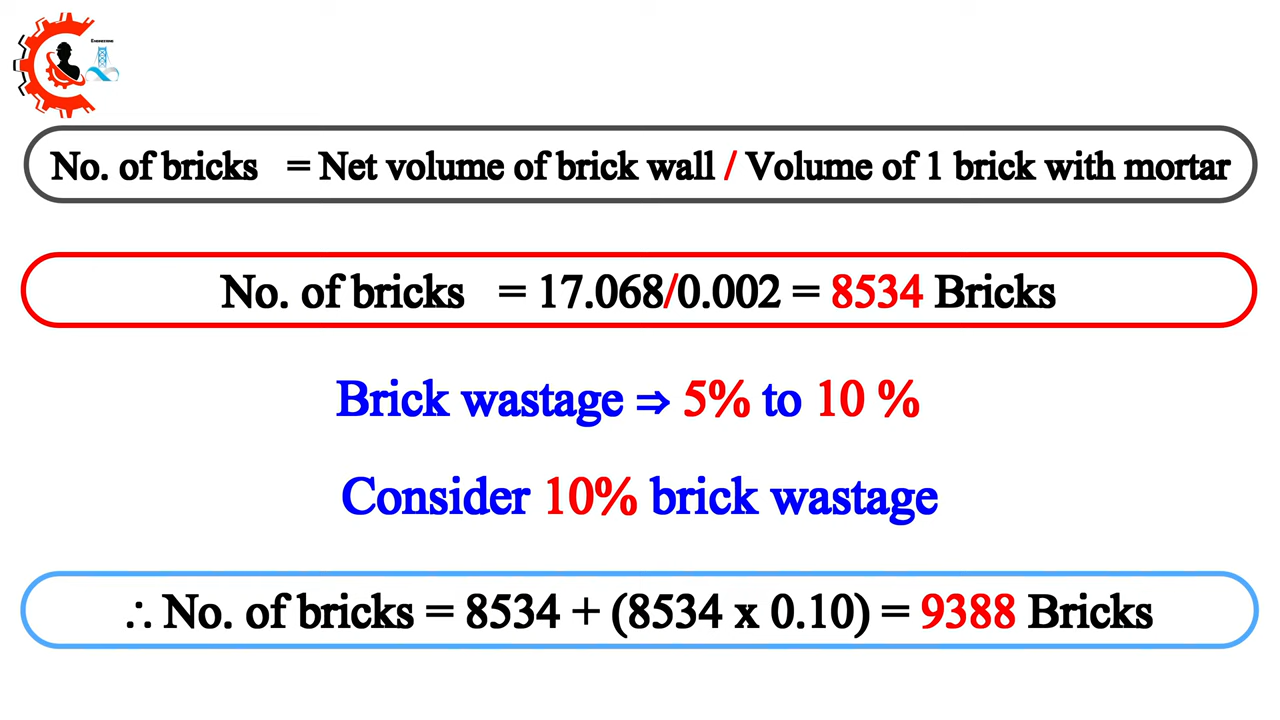 ENGINEERING
No. of bricks = Net volume of brick wall / Volume of 1 brick with mortar
No. of bricks = 17.068/0.002 = 8534 Bricks
Brick wastage ⇒ 5% to 10 %
Consider 10% brick wastage
∴ No. of bricks = 8534 + (8534 x 0.10) = 9388 Bricks